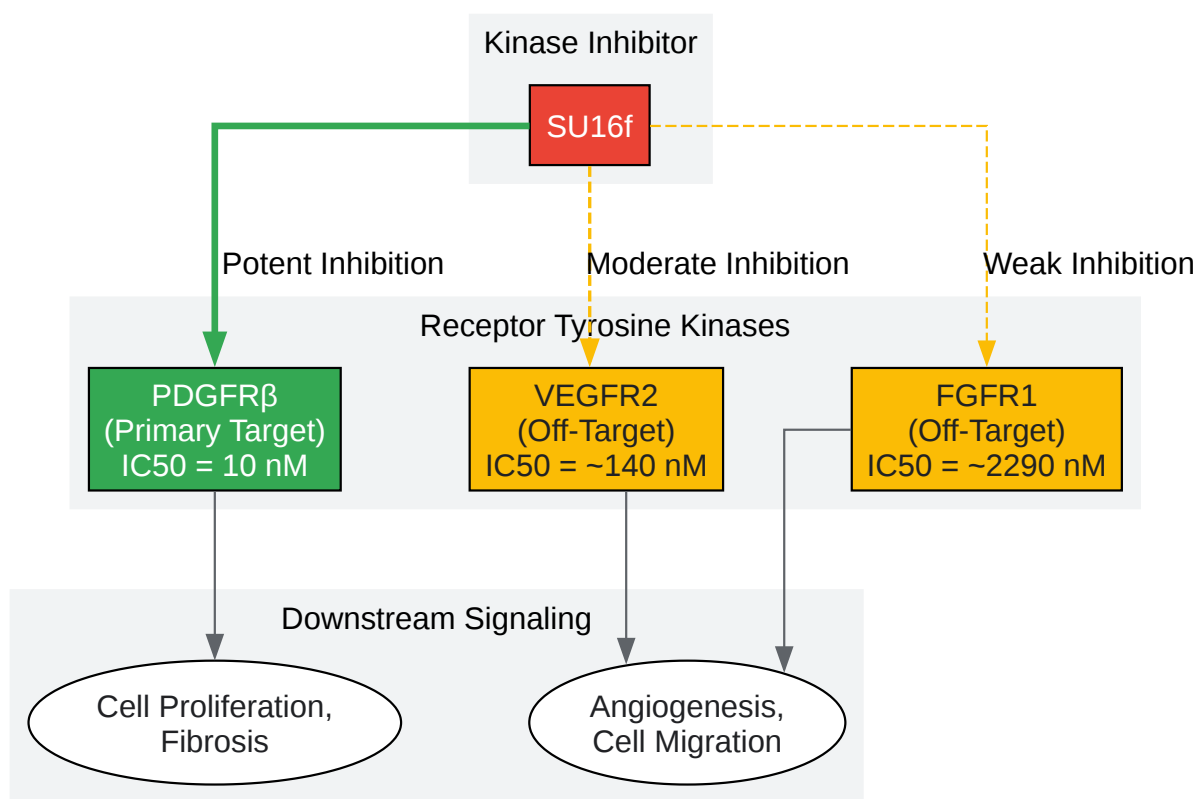 Kinase Inhibitor
SU16f
Potent Inhibition
Moderate Inhibition
Weak Inhibition
Receptor Tyrosine Kinases
PDGFRβ
(Primary Target)
IC50 = 10 nM
VEGFR2
(Off-Target)
IC50 = ~140 nM
FGFR1
(Off-Target)
IC50 = ~2290 nM
Downstream Signaling
Cell Proliferation,
Fibrosis
Angiogenesis,
Cell Migration